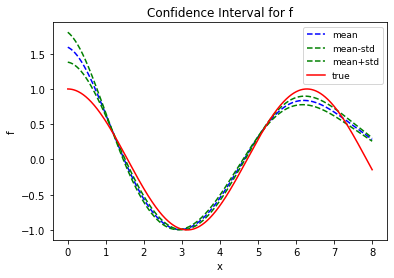 Confidence Interval for f
mean
mean-std
mean+std
true
f
1.5
1.0
0.5
0.0
-0.5
-1.0
0 1 2 3 4 5 6 7 8
x